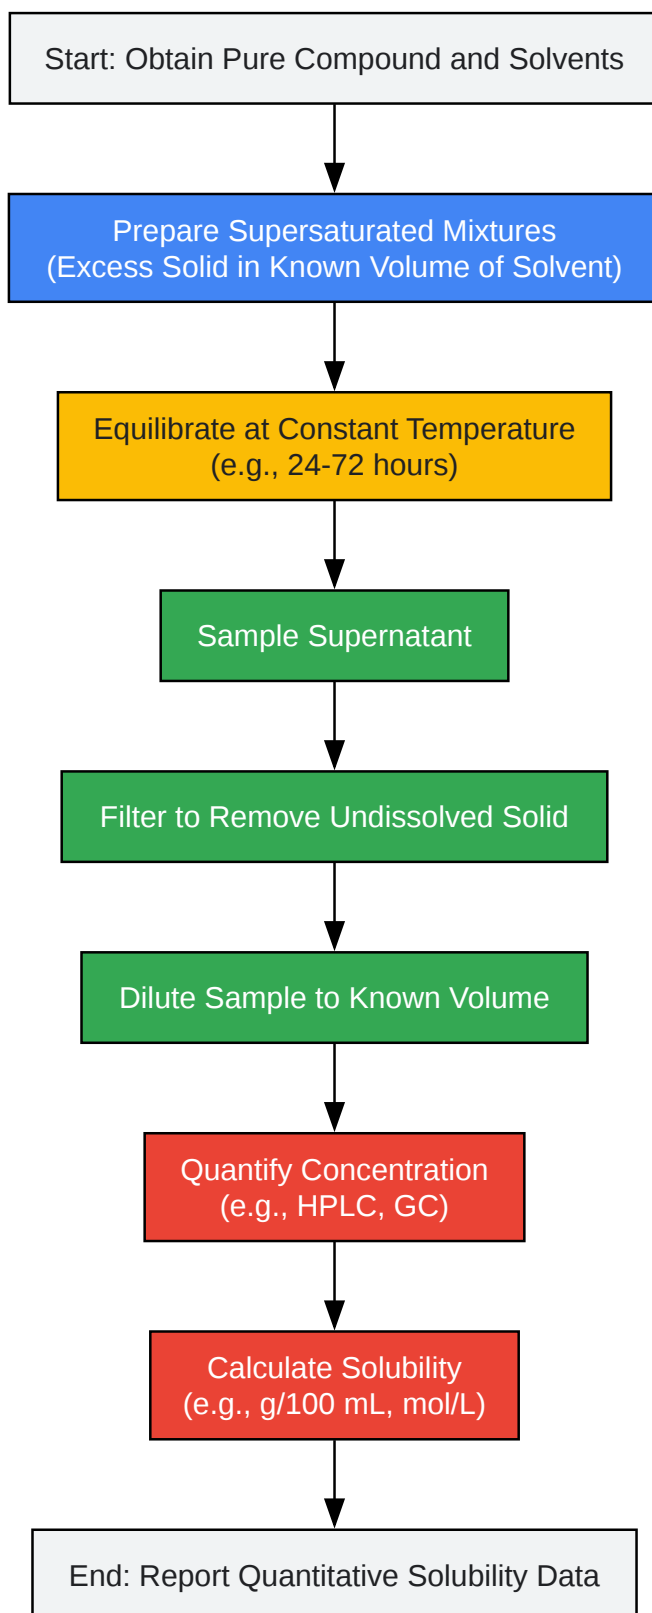 Start: Obtain Pure Compound and Solvents
Prepare Supersaturated Mixtures
(Excess Solid in Known Volume of Solvent)
Equilibrate at Constant Temperature
(e.g., 24-72 hours)
Sample Supernatant
Filter to Remove Undissolved Solid
Dilute Sample to Known Volume
Quantify Concentration
(e.g., HPLC, GC)
Calculate Solubility
(e.g., g/100 mL, mol/L)
End: Report Quantitative Solubility Data